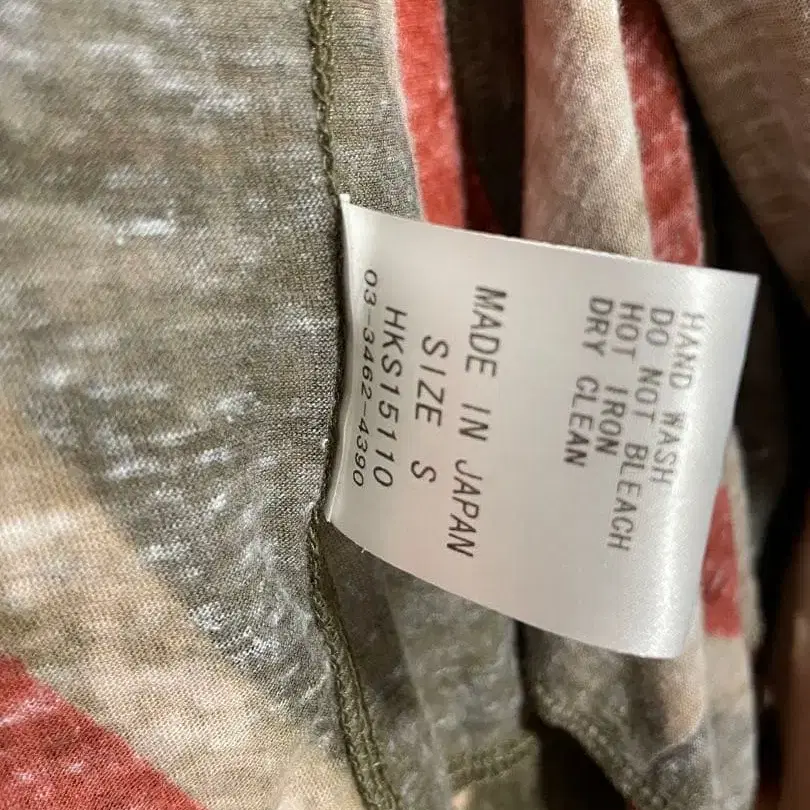 HAND WASH
DO NOT BLEACH
HOT IRON
DRY CLEAN
MADE IN JAPAN
SIZE S
HKS15110
03-3462-4390